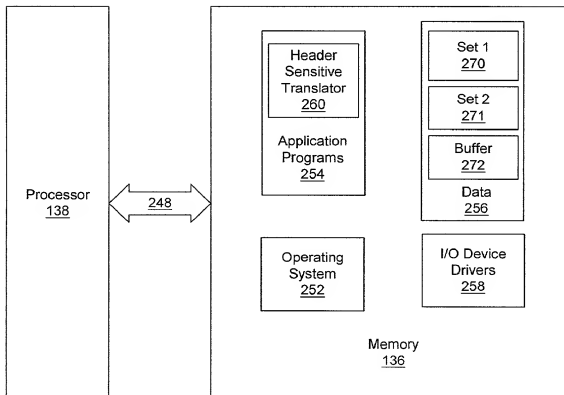 Processor
138
248
Header
Sensitive
Translator
260
Application
Programs
254
Set 1
270
Set 2
271
Buffer
272
Data
256
Operating
System
252
I/O Device
Drivers
258
Memory
136